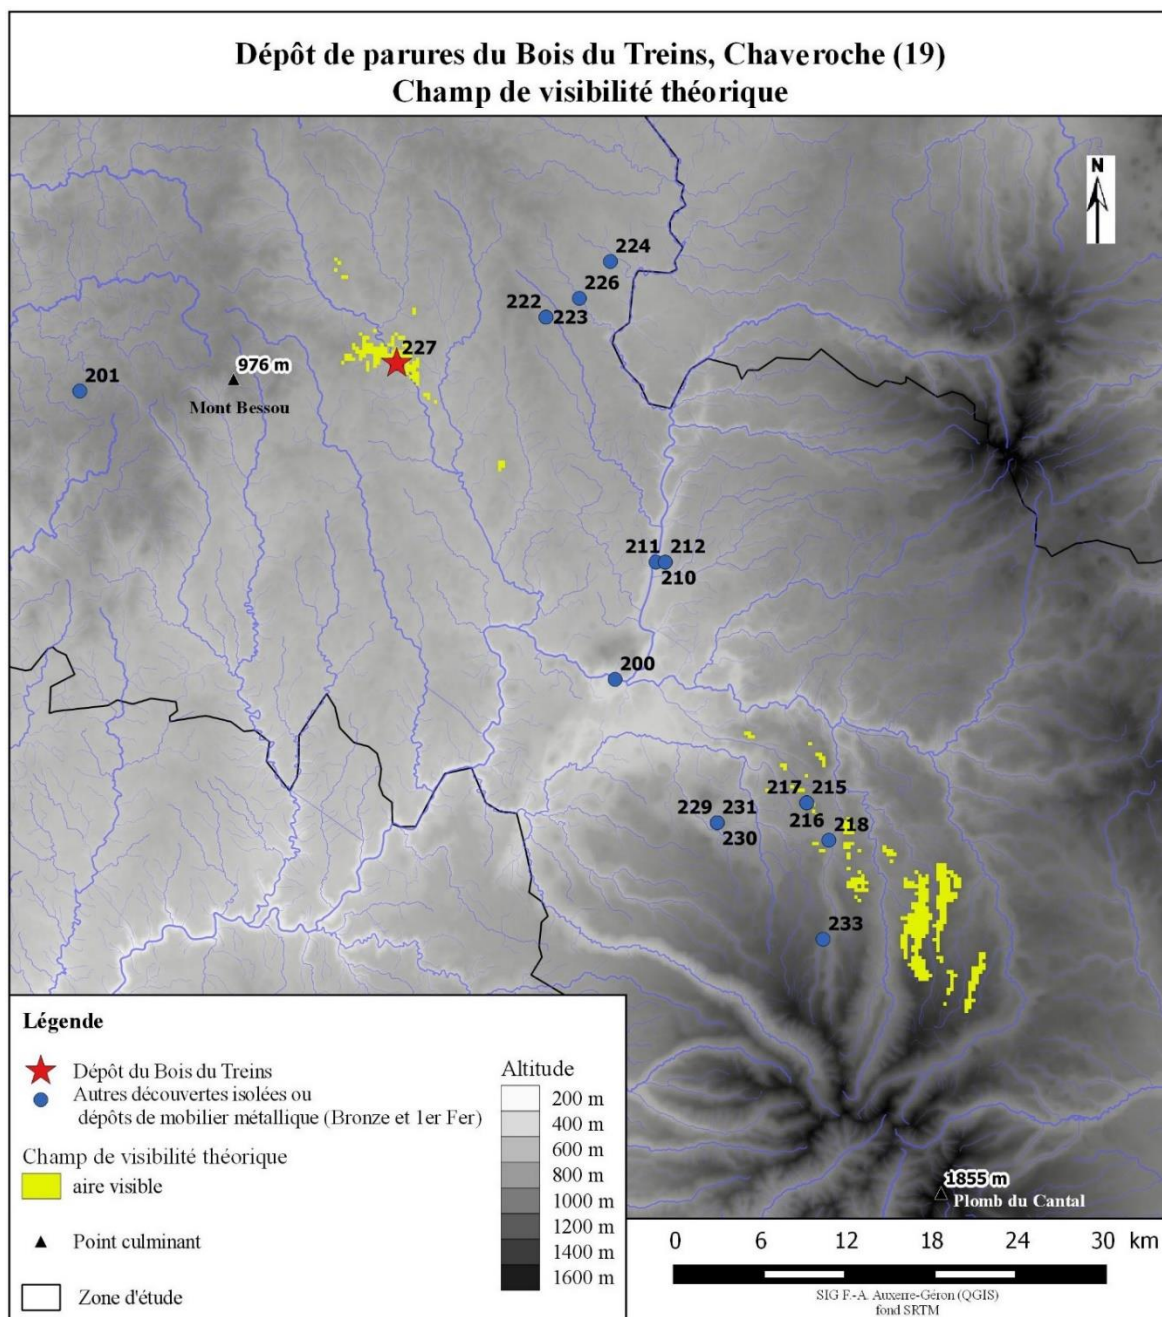 Dépôt de parures du Bois du Treins, Chaveroche (19)
Champ de visibilité théorique
N
224
226
222
223
227
976 m
Mont Bessou
201
211
212
210
200
217
215
216
218
229
231
230
233
1855 m
Plomb du Cantal
Légende
Dépôt du Bois du Treins
Autres découvertes isolées ou
dépôts de mobilier métallique (Bronze et 1er Fer)
Champ de visibilité théorique
aire visible
Point culminant
Zone d'étude
Altitude
200 m
400 m
600 m
800 m
1000 m
1200 m
1400 m
1600 m
0 6 12 18 24 30 km
SIG F.-A. Auxerre-Géron (QGIS)
fond SRTM